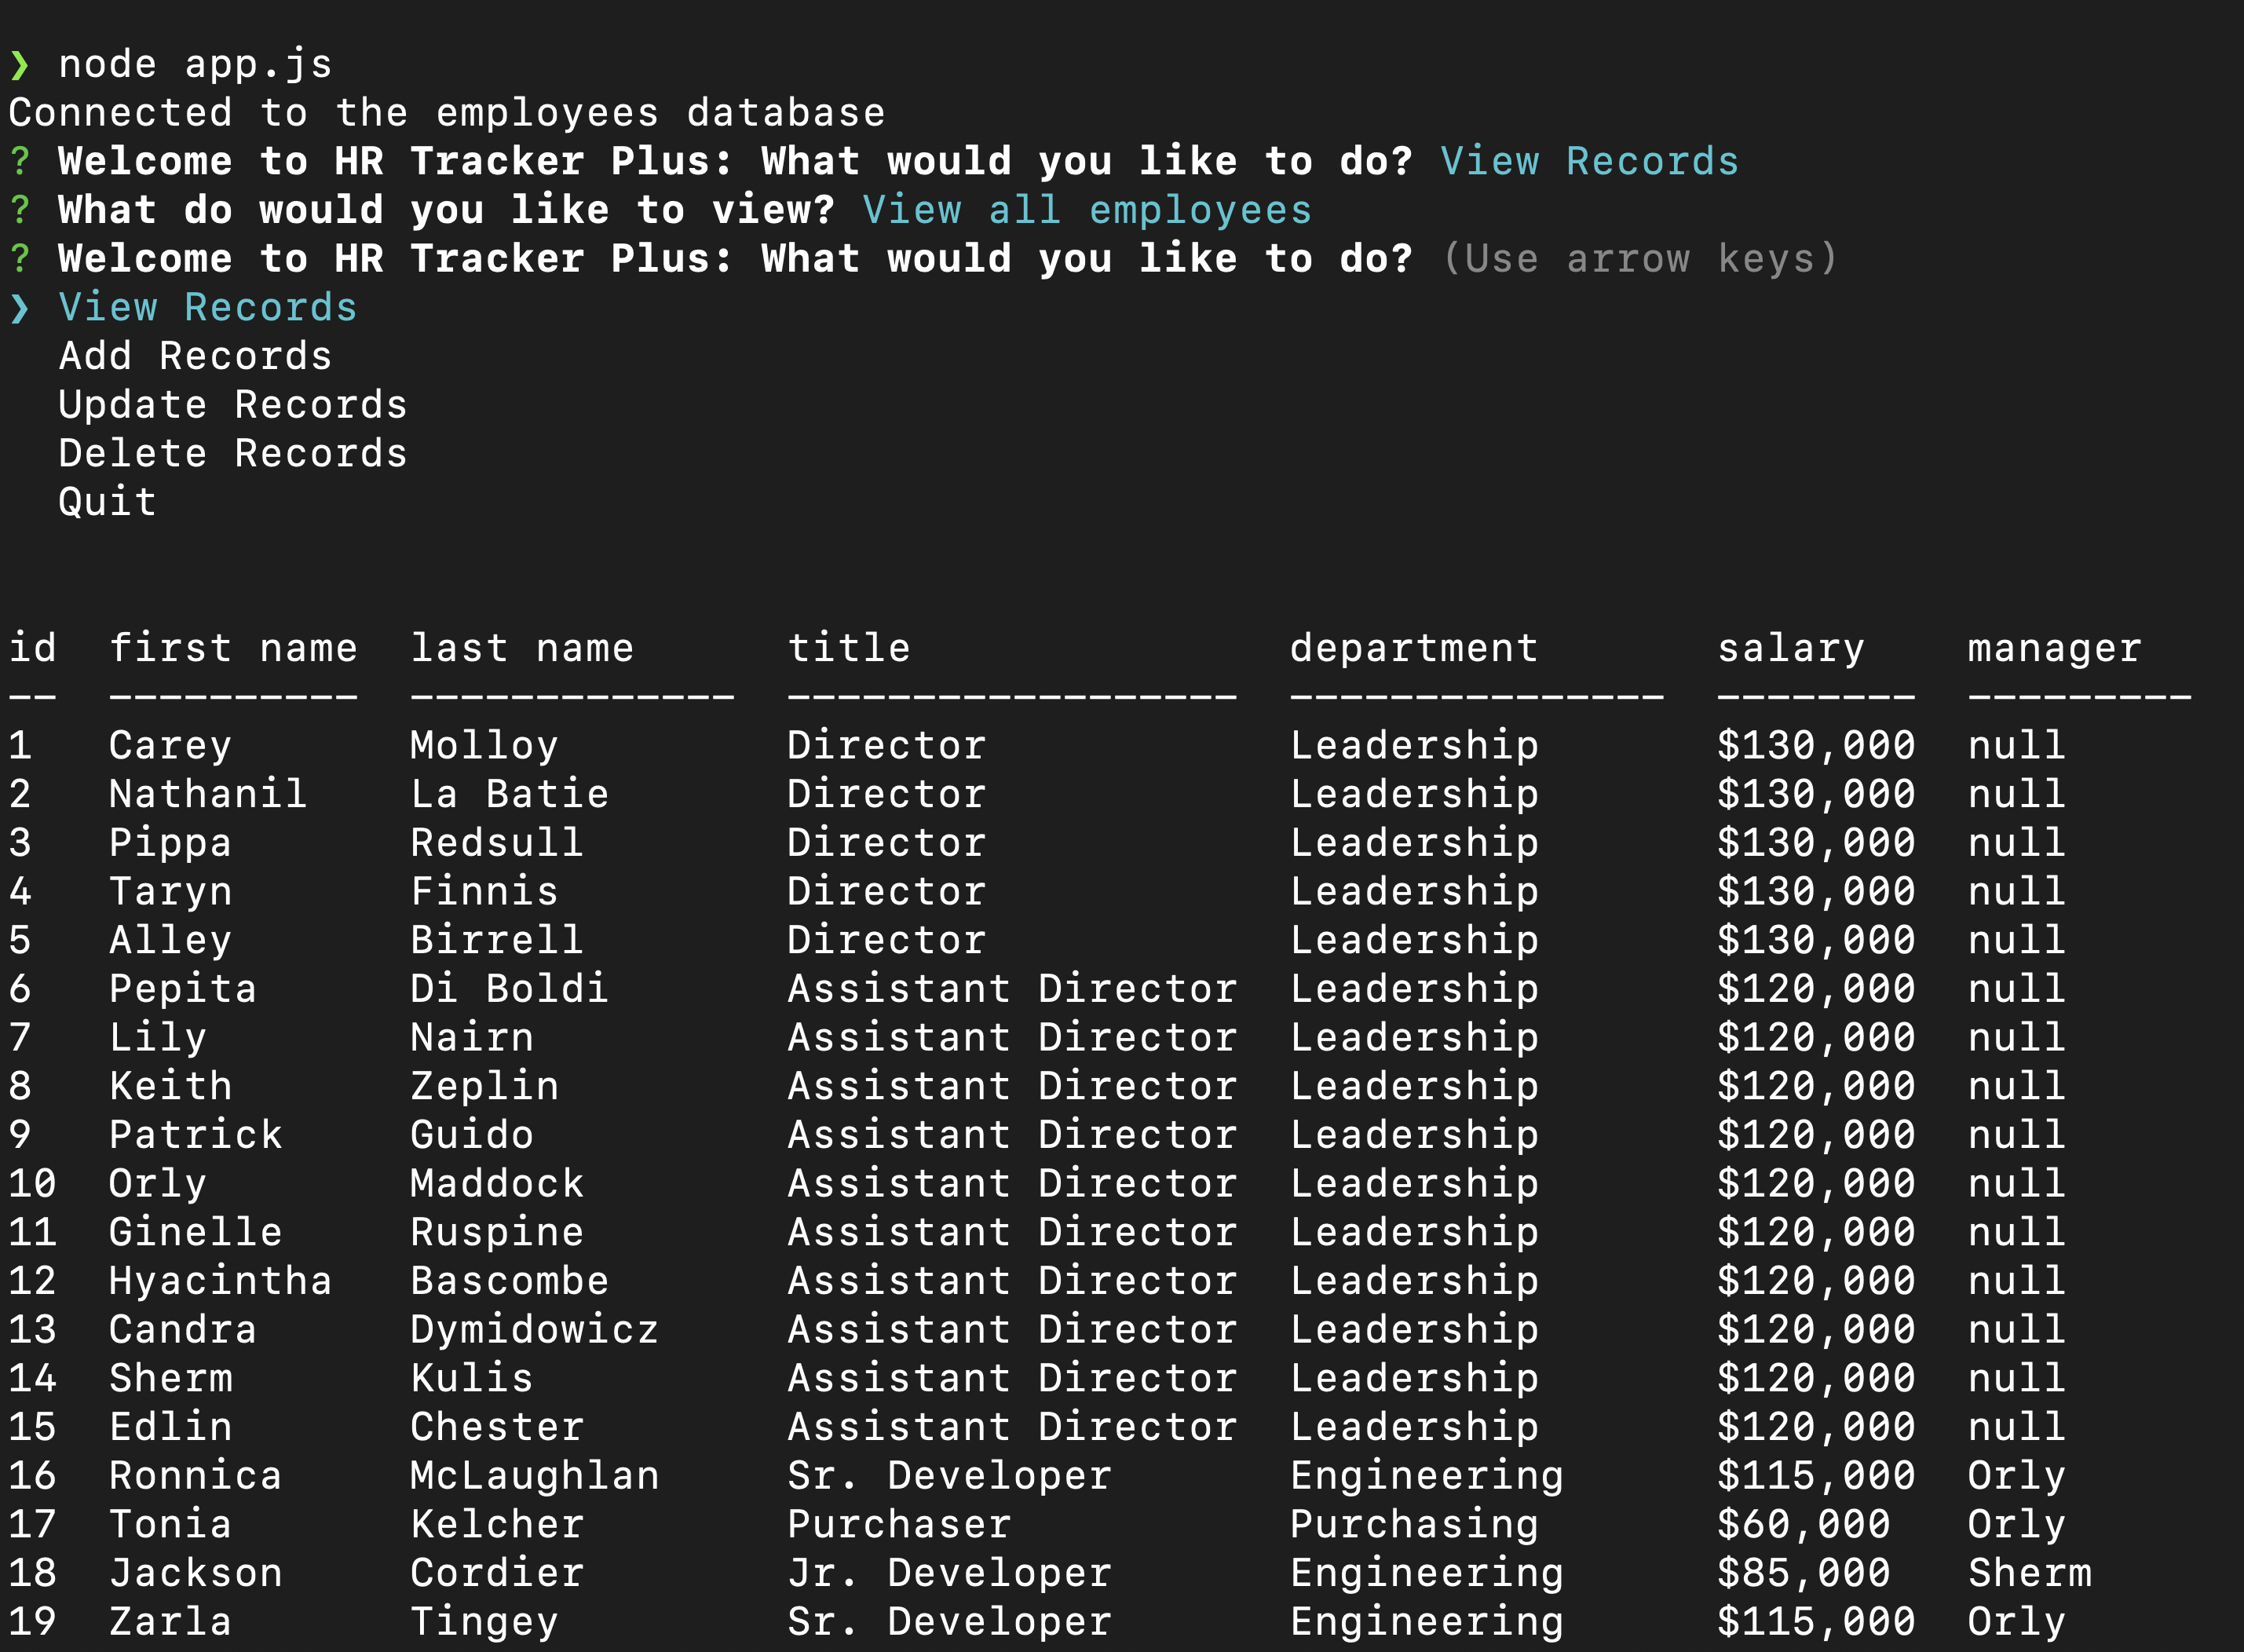 ❯ node app.js
Connected to the employees database
? Welcome to HR Tracker Plus: What would you like to do? View Records
? What do would you like to view? View all employees
? Welcome to HR Tracker Plus: What would you like to do? (Use arrow keys)
❯ View Records
  Add Records
  Update Records
  Delete Records
  Quit
id  first name  last name      title               department       salary    manager
--  ----------  -------------  ------------------  ---------------  --------  ---------
1   Carey       Molloy         Director            Leadership       $130,000  null
2   Nathanil    La Batie       Director            Leadership       $130,000  null
3   Pippa       Redsull        Director            Leadership       $130,000  null
4   Taryn       Finnis         Director            Leadership       $130,000  null
5   Alley       Birrell        Director            Leadership       $130,000  null
6   Pepita      Di Boldi       Assistant Director  Leadership       $120,000  null
7   Lily        Nairn          Assistant Director  Leadership       $120,000  null
8   Keith       Zeplin         Assistant Director  Leadership       $120,000  null
9   Patrick     Guido          Assistant Director  Leadership       $120,000  null
10  Orly        Maddock        Assistant Director  Leadership       $120,000  null
11  Ginelle     Ruspine        Assistant Director  Leadership       $120,000  null
12  Hyacintha   Bascombe       Assistant Director  Leadership       $120,000  null
13  Candra      Dymidowicz     Assistant Director  Leadership       $120,000  null
14  Sherm       Kulis          Assistant Director  Leadership       $120,000  null
15  Edlin       Chester        Assistant Director  Leadership       $120,000  null
16  Ronnica     McLaughlan     Sr. Developer       Engineering      $115,000  Orly
17  Tonia       Kelcher        Purchaser           Purchasing       $60,000   Orly
18  Jackson     Cordier        Jr. Developer       Engineering      $85,000   Sherm
19  Zarla       Tingey         Sr. Developer       Engineering      $115,000  Orly